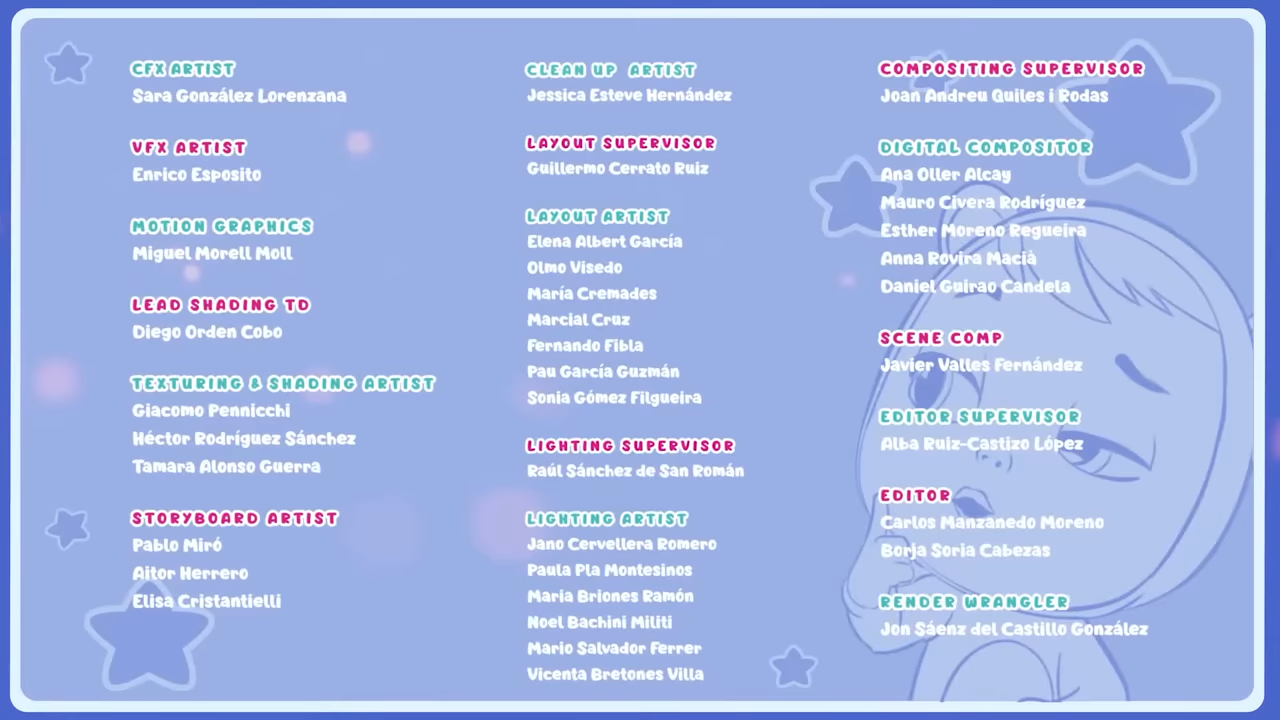 CFX ARTIST
Sara González Lorenzana
VFX ARTIST
Enrico Esposito
MOTION GRAPHICS
Miguel Morell Moll
LEAD SHADING TD
Diego Orden Cobo
TEXTURING & SHADING ARTIST
Giacomo Pennicchi
Héctor Rodríguez Sánchez
Tamara Alonso Guerra
STORYBOARD ARTIST
Pablo Miró
Aitor Herrero
Elisa Cristantielli
CLEAN UP ARTIST
Jessica Esteve Hernández
LAYOUT SUPERVISOR
Guillermo Cerrato Ruiz
LAYOUT ARTIST
Elena Albert García
Olmo Visedo
María Cremades
Marcial Cruz
Fernando Fibla
Pau García Guzmán
Sonia Gómez Filgueira
LIGHTING SUPERVISOR
Raúl Sánchez de San Román
LIGHTING ARTIST
Jano Cervellera Romero
Paula Pla Montesinos
Maria Briones Ramón
Noel Bachini Militi
Mario Salvador Ferrer
Vicenta Bretones Villa
COMPOSITING SUPERVISOR
Joan Andreu Quiles i Rodas
DIGITAL COMPOSITOR
Ana Oller Alcay
Mauro Civera Rodríguez
Esther Moreno Regueira
Anna Rovira Macià
Daniel Guirao Candela
SCENE COMP
Javier Valles Fernández
EDITOR SUPERVISOR
Alba Ruiz-Castizo López
EDITOR
Carlos Manzanedo Moreno
Borja Soria Cabezas
RENDER WRANGLER
Jon Sáenz del Castillo González